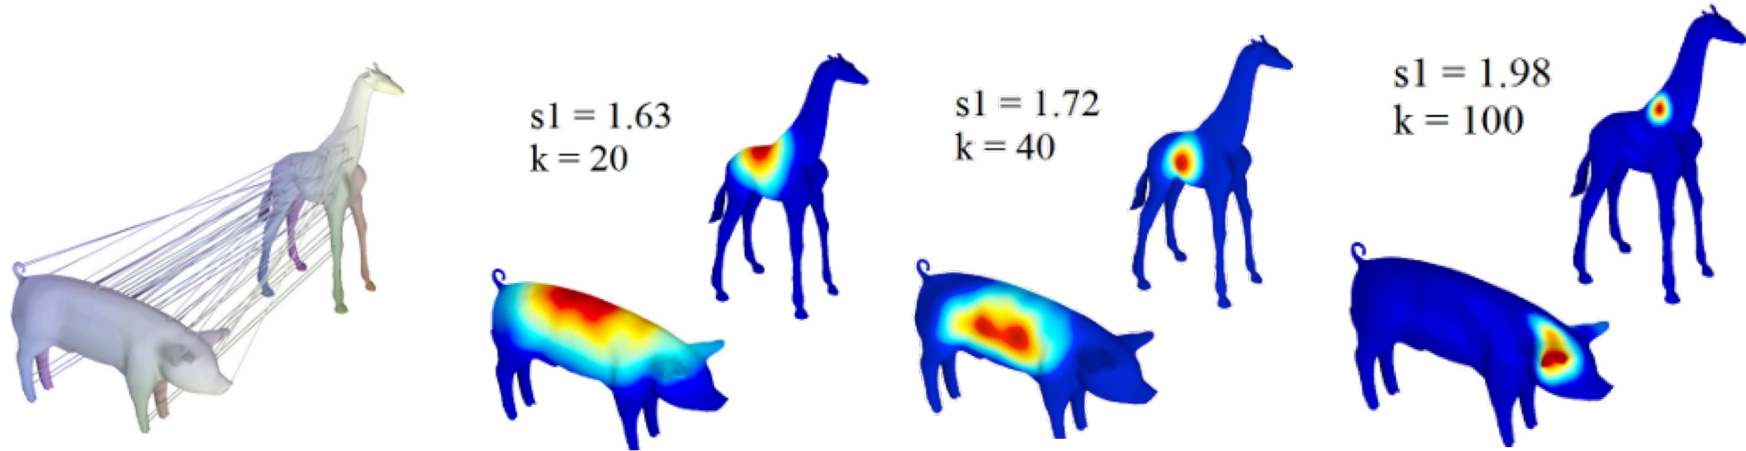 s1 = 1.63
k = 20
s1 = 1.72
k = 40
s1 = 1.98
k = 100